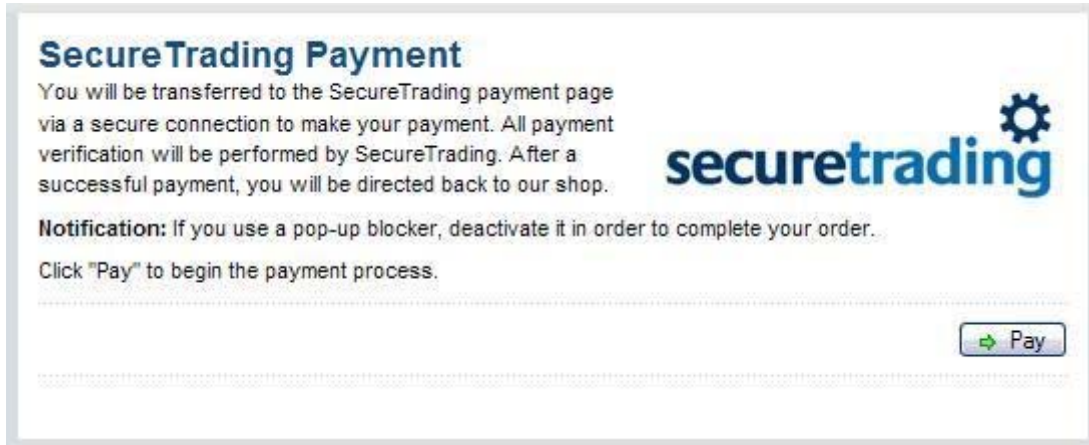 SecureTrading Payment
You will be transferred to the SecureTrading payment page
via a secure connection to make your payment. All payment
verification will be performed by SecureTrading. After a
successful payment, you will be directed back to our shop.
securetrading
Notification: If you use a pop-up blocker, deactivate it in order to complete your order.
Click "Pay" to begin the payment process.
Pay